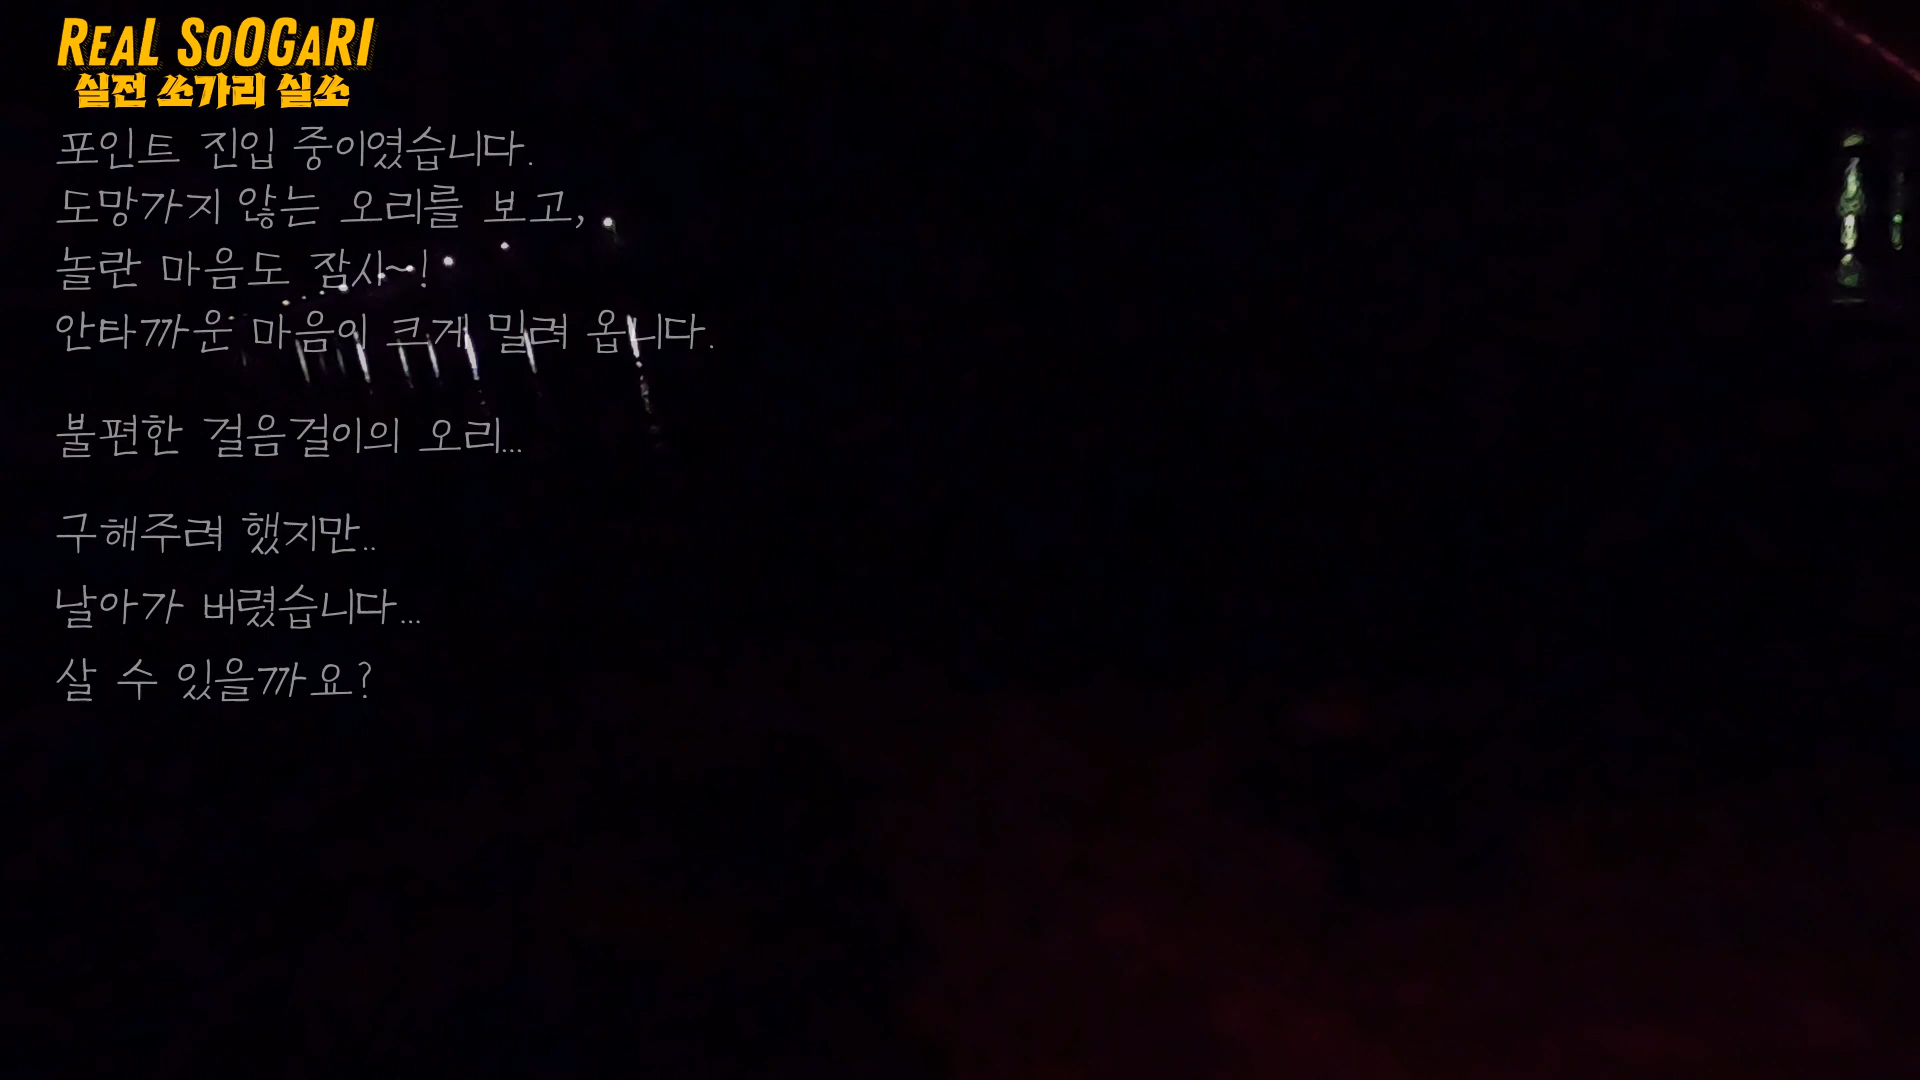 REAL SOOGARI
실전 쏘가리 실쏘
포인트 진입 중이였습니다.
도망가지 않는 오리를 보고,
놀란 마음도 잠시~!
안타까운 마음이 크게 밀려 옵니다.
불편한 걸음걸이의 오리...
구해주려 했지만..
날아가 버렸습니다...
살 수 있을까요?